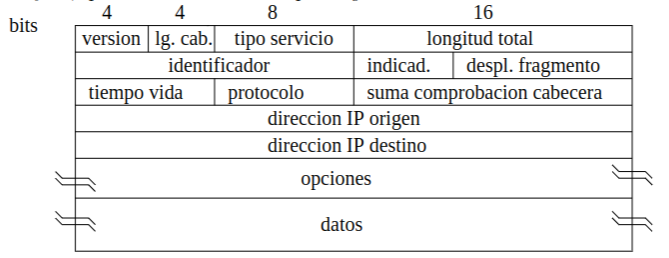 4 4 8 16
bits
version lg. cab. tipo servicio longitud total
identificador indicad. despl. fragmento
tiempo vida protocolo suma comprobacion cabecera
direccion IP origen
direccion IP destino
opciones
datos